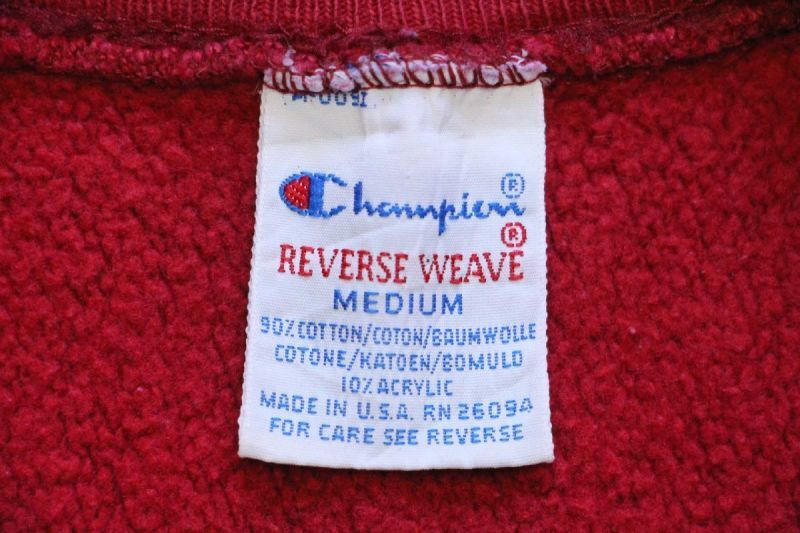 Champion ®
REVERSE WEAVE ®
MEDIUM
90% COTTON/COTON/BAUMWOLLE
COTONE/KATOEN/BOMULD
10% ACRYLIC
MADE IN U.S.A. RN 26094
FOR CARE SEE REVERSE